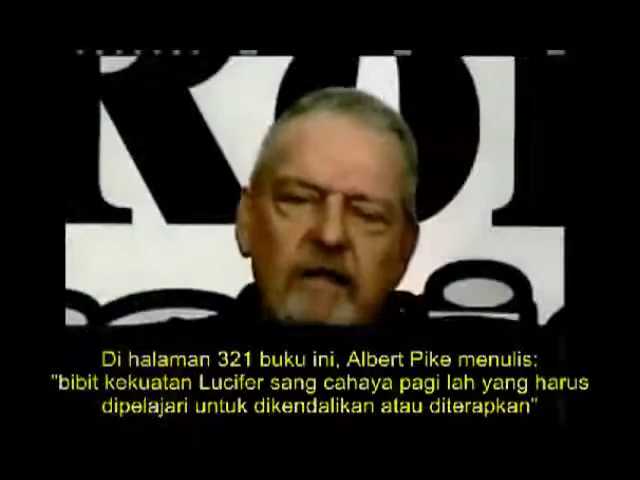 Di halaman 321 buku ini, Albert Pike menulis:
"bibit kekuatan Lucifer sang cahaya pagi lah yang harus
dipelajari untuk dikendalikan atau diterapkan"